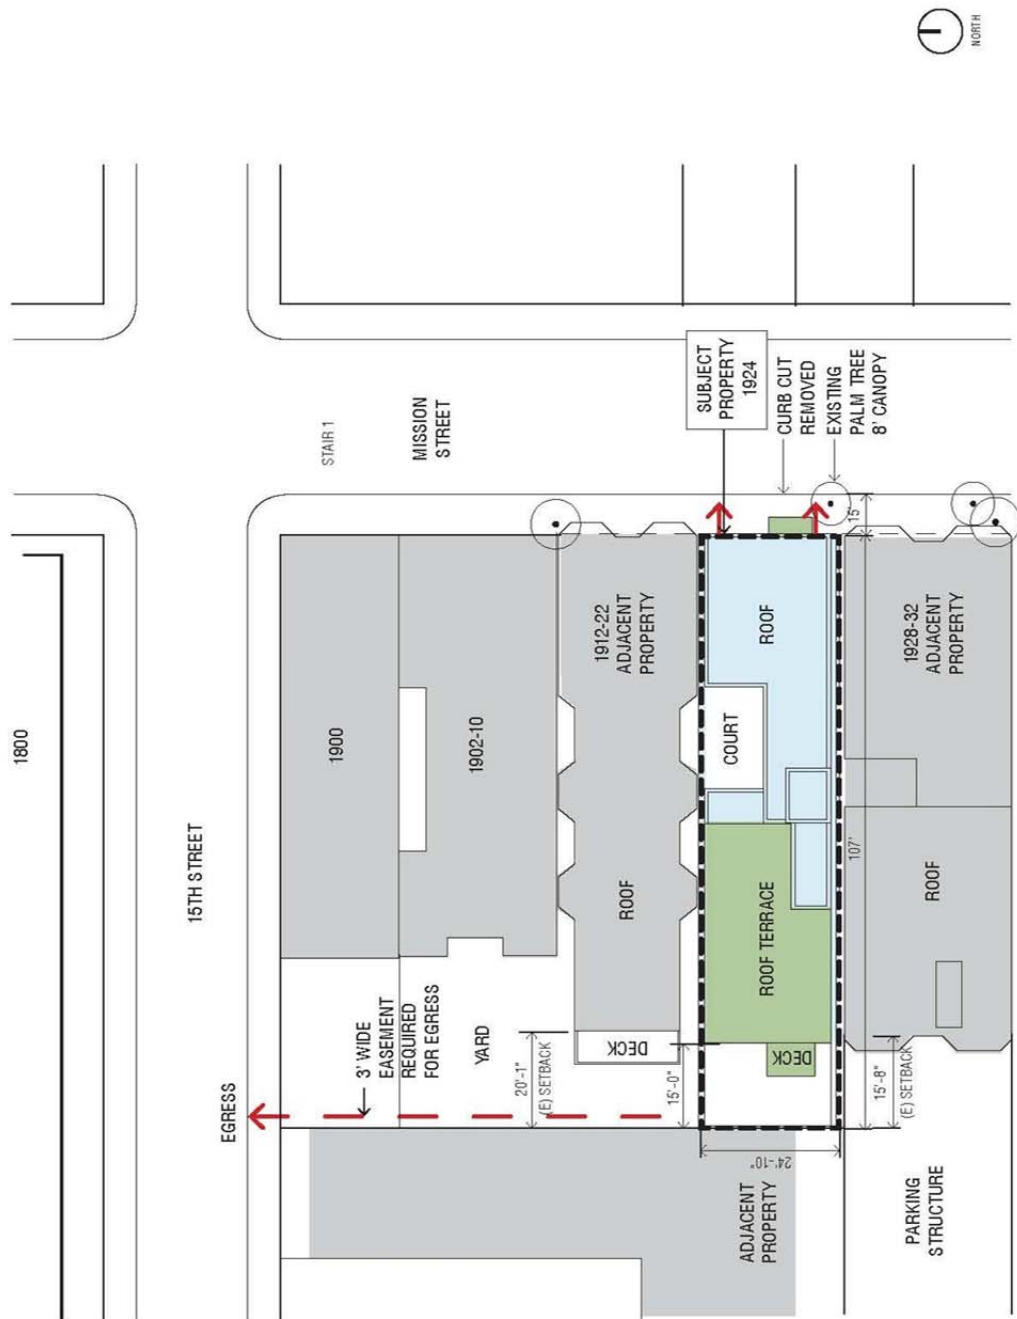 NORTH
1800
15TH STREET
EGRESS
1900
1902-10
STAIR 1
MISSION
STREET
3' WIDE
EASEMENT
REQUIRED
FOR EGRESS
YARD
20'-1"
(E) SETBACK
15'-0"
DECK
ROOF
1912-22
ADJACENT
PROPERTY
SUBJECT
PROPERTY
1924
CURB CUT
REMOVED
EXISTING
PALM TREE
8' CANOPY
15'
ROOF
COURT
ROOF TERRACE
DECK
24'-10"
107'
15'-8"
(E) SETBACK
ADJACENT
PROPERTY
PARKING
STRUCTURE
ROOF
1928-32
ADJACENT
PROPERTY